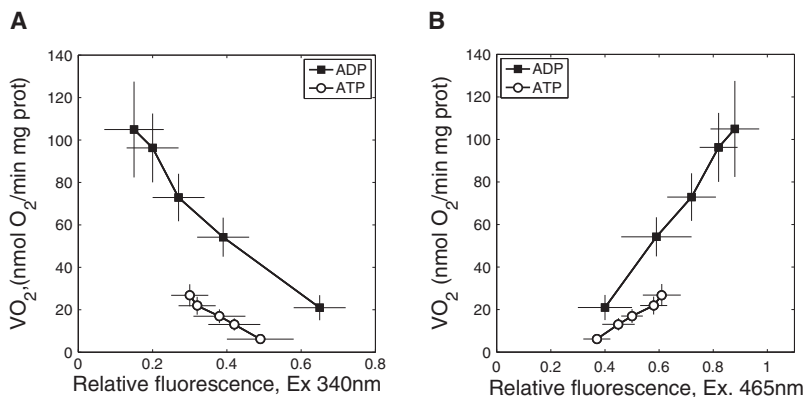 A
140
120
100
80
60
40
20
0
VO2,(nmol O2/min mg prot)
ADP
ATP
0
0.2
0.4
0.6
0.8
Relative fluorescence, Ex 340nm
B
140
120
100
80
60
40
20
0
VO2 (nmol O2/min mg prot)
ADP
ATP
0
0.2
0.4
0.6
0.8
1
Relative fluorescence, Ex. 465nm